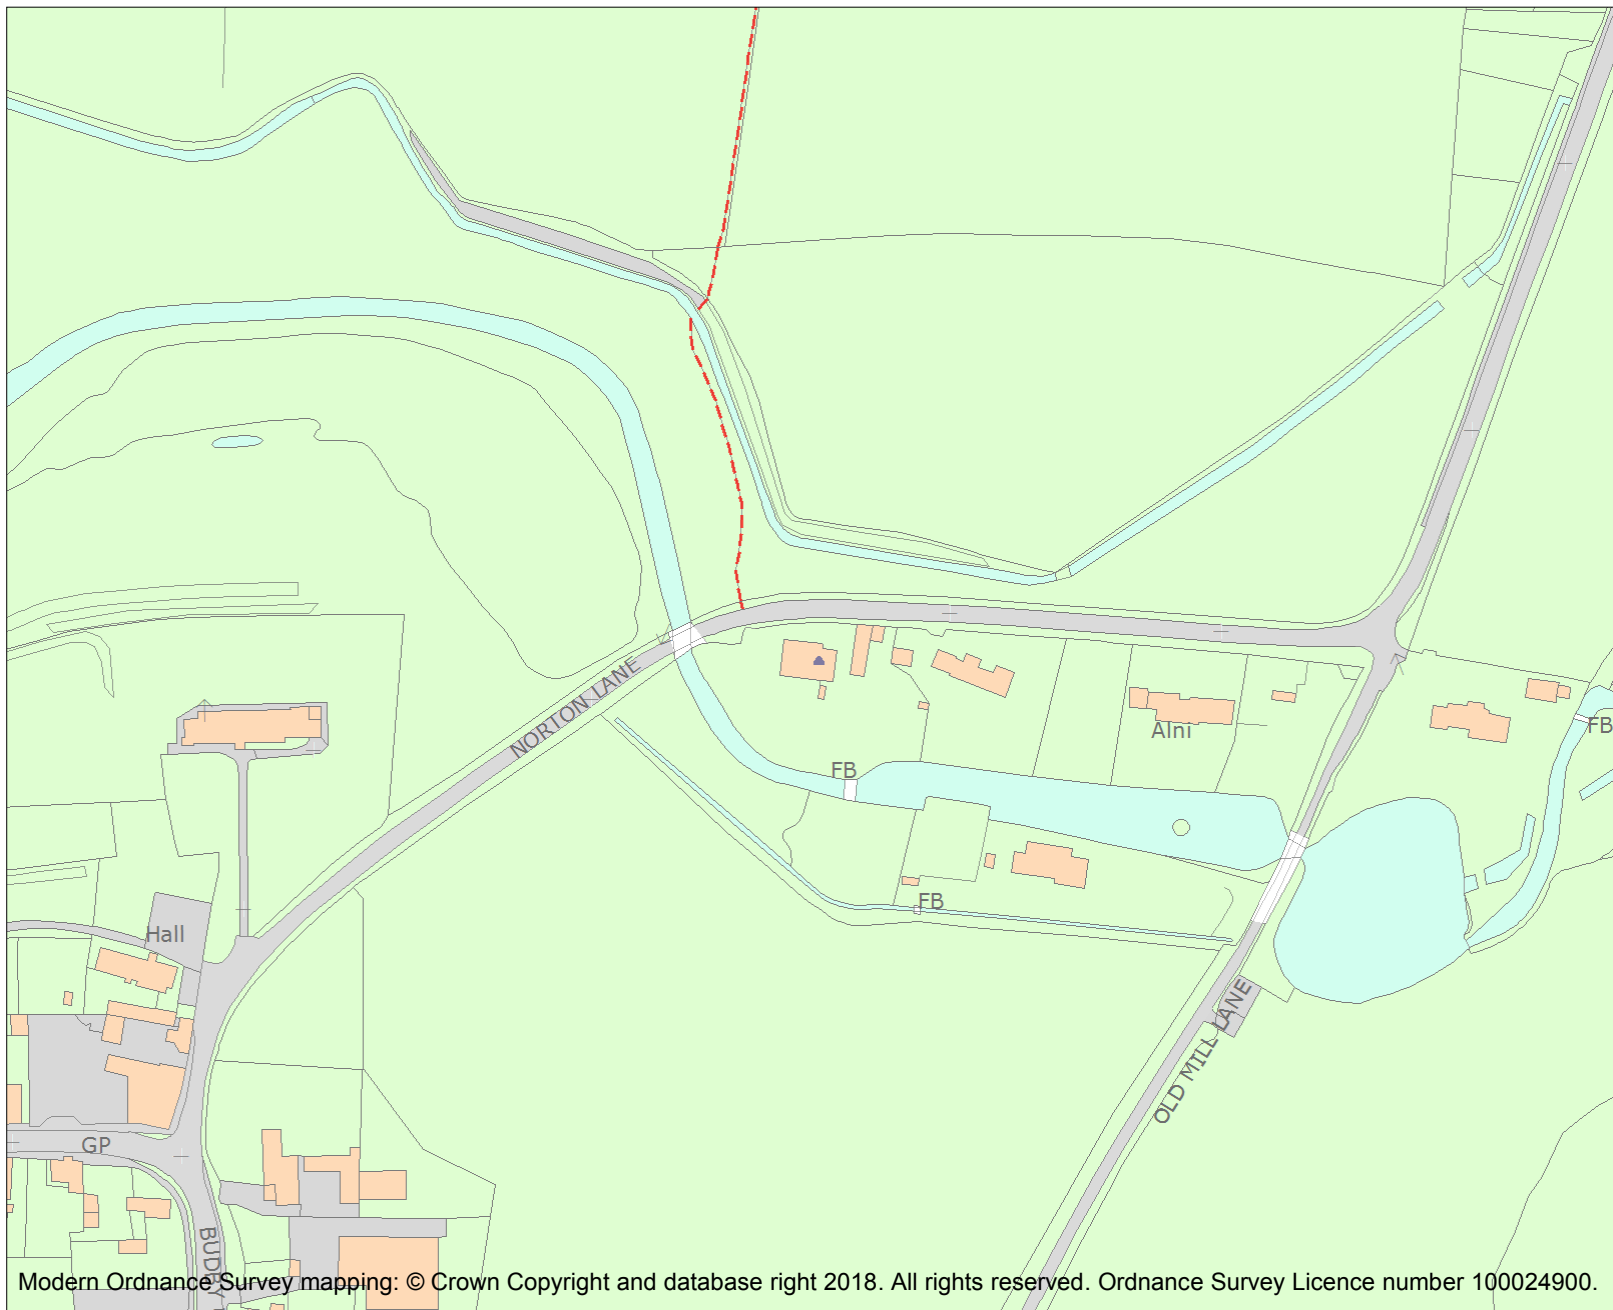 NORTON LANE
Alni
FB
FB
FB
Hall
OLD MILL LANE
GP
BUDBY
Modern Ordnance Survey mapping: © Crown Copyright and database right 2018. All rights reserved. Ordnance Survey Licence number 100024900.